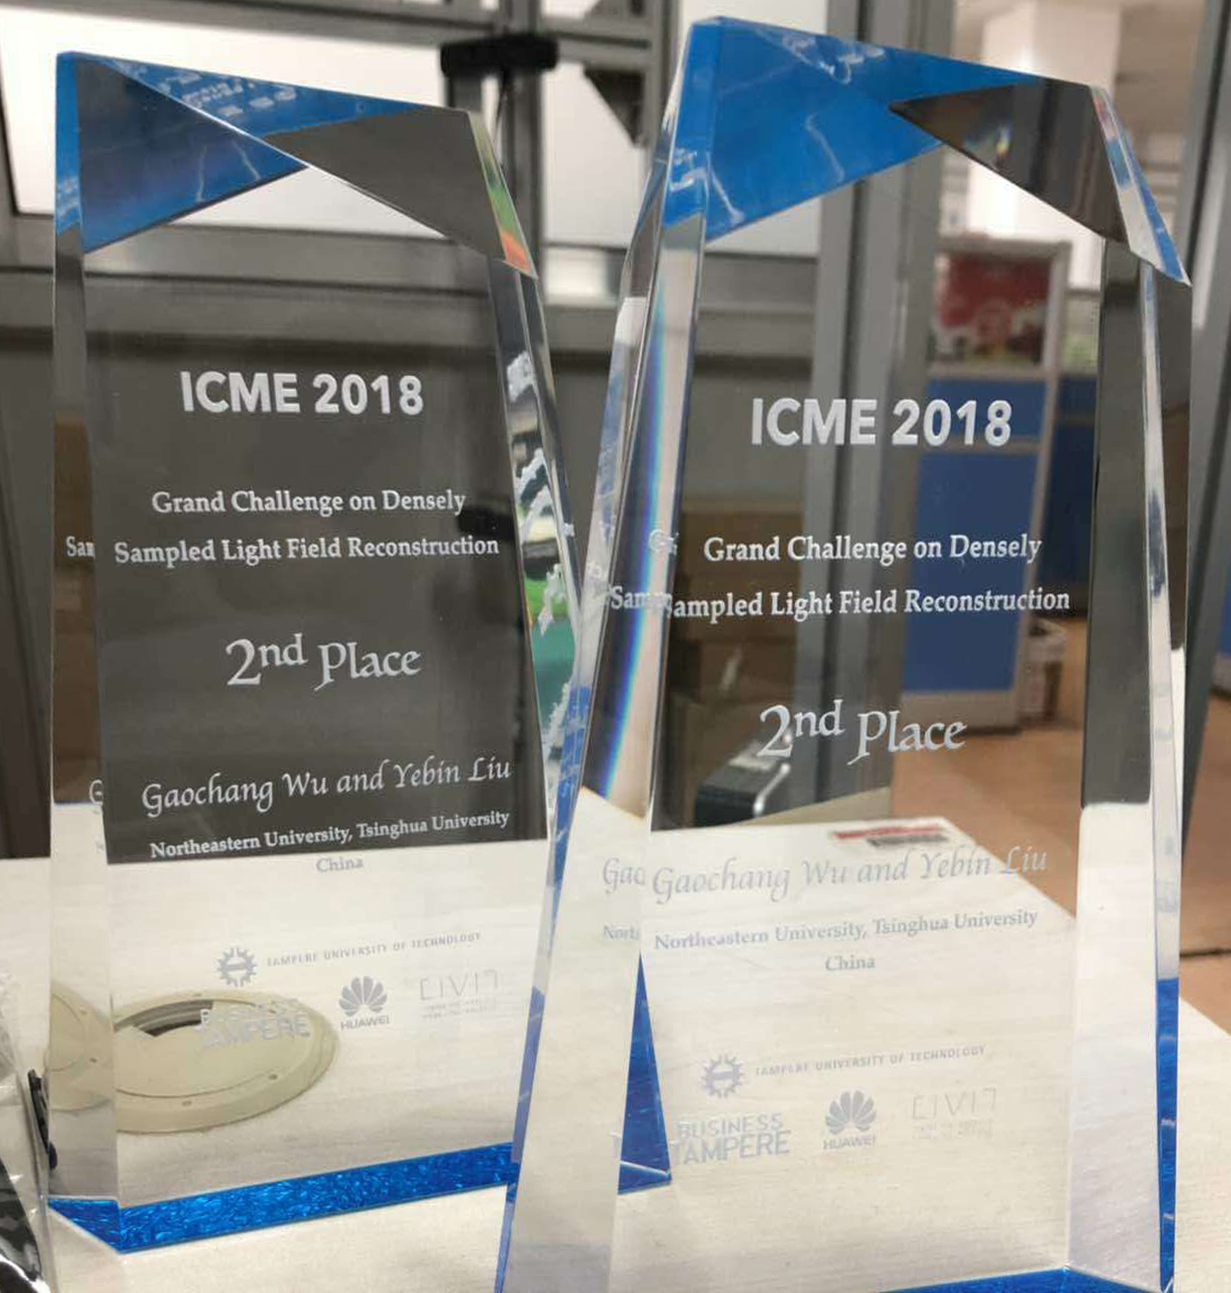 ICME 2018
Grand Challenge on Densely
Sampled Light Field Reconstruction
2nd Place
Gaochang Wu and Yebin Liu
Northeastern University, Tsinghua University
China
TAMPERE UNIVERSITY OF TECHNOLOGY
BUSINESS
TAMPERE
HUAWEI
CIVIT
ICME 2018
Grand Challenge on Densely
Sampled Light Field Reconstruction
2nd Place
Gaochang Wu and Yebin Liu
Northeastern University, Tsinghua University
China
TAMPERE UNIVERSITY OF TECHNOLOGY
BUSINESS
TAMPERE
HUAWEI
CIVIT